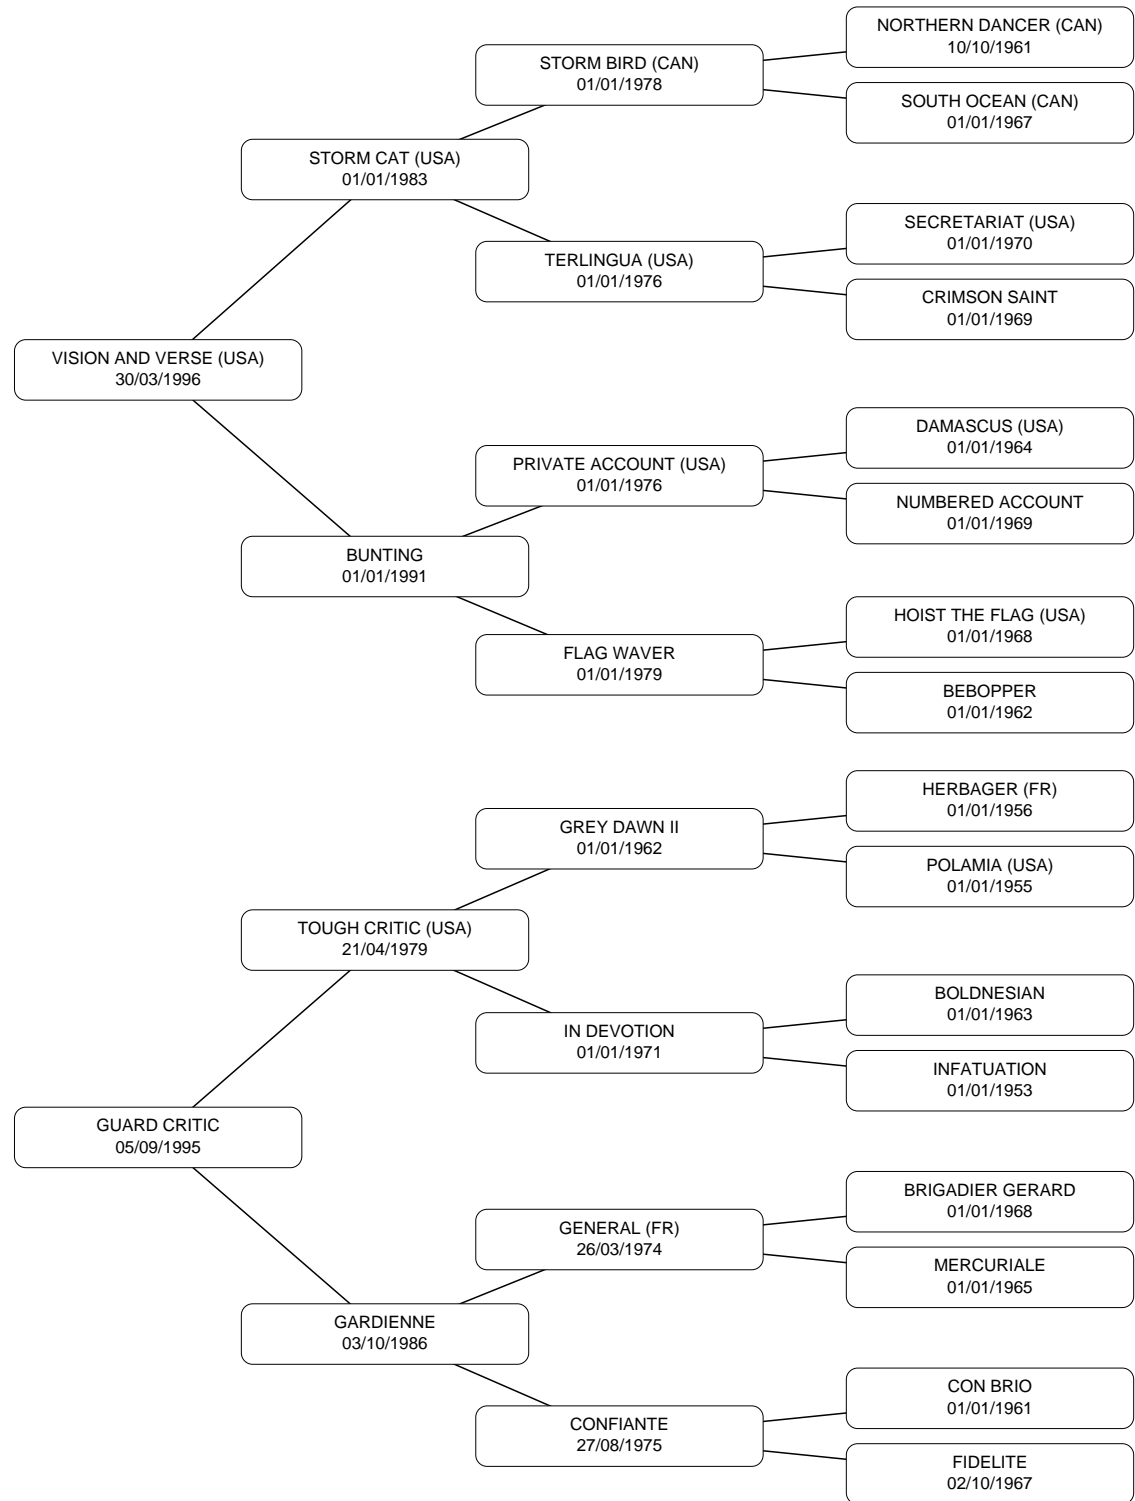 NORTHERN DANCER (CAN)
10/10/1961
STORM BIRD (CAN)
01/01/1978
SOUTH OCEAN (CAN)
01/01/1967
STORM CAT (USA)
01/01/1983
SECRETARIAT (USA)
01/01/1970
TERLINGUA (USA)
01/01/1976
CRIMSON SAINT
01/01/1969
VISION AND VERSE (USA)
30/03/1996
DAMASCUS (USA)
01/01/1964
PRIVATE ACCOUNT (USA)
01/01/1976
NUMBERED ACCOUNT
01/01/1969
BUNTING
01/01/1991
HOIST THE FLAG (USA)
01/01/1968
FLAG WAVER
01/01/1979
BEBOPPER
01/01/1962
HERBAGER (FR)
01/01/1956
GREY DAWN II
01/01/1962
POLAMIA (USA)
01/01/1955
TOUGH CRITIC (USA)
21/04/1979
BOLDNESIAN
01/01/1963
IN DEVOTION
01/01/1971
INFATUATION
01/01/1953
GUARD CRITIC
05/09/1995
BRIGADIER GERARD
01/01/1968
GENERAL (FR)
26/03/1974
MERCURIALE
01/01/1965
GARDIENNE
03/10/1986
CON BRIO
01/01/1961
CONFIANTE
27/08/1975
FIDELITE
02/10/1967